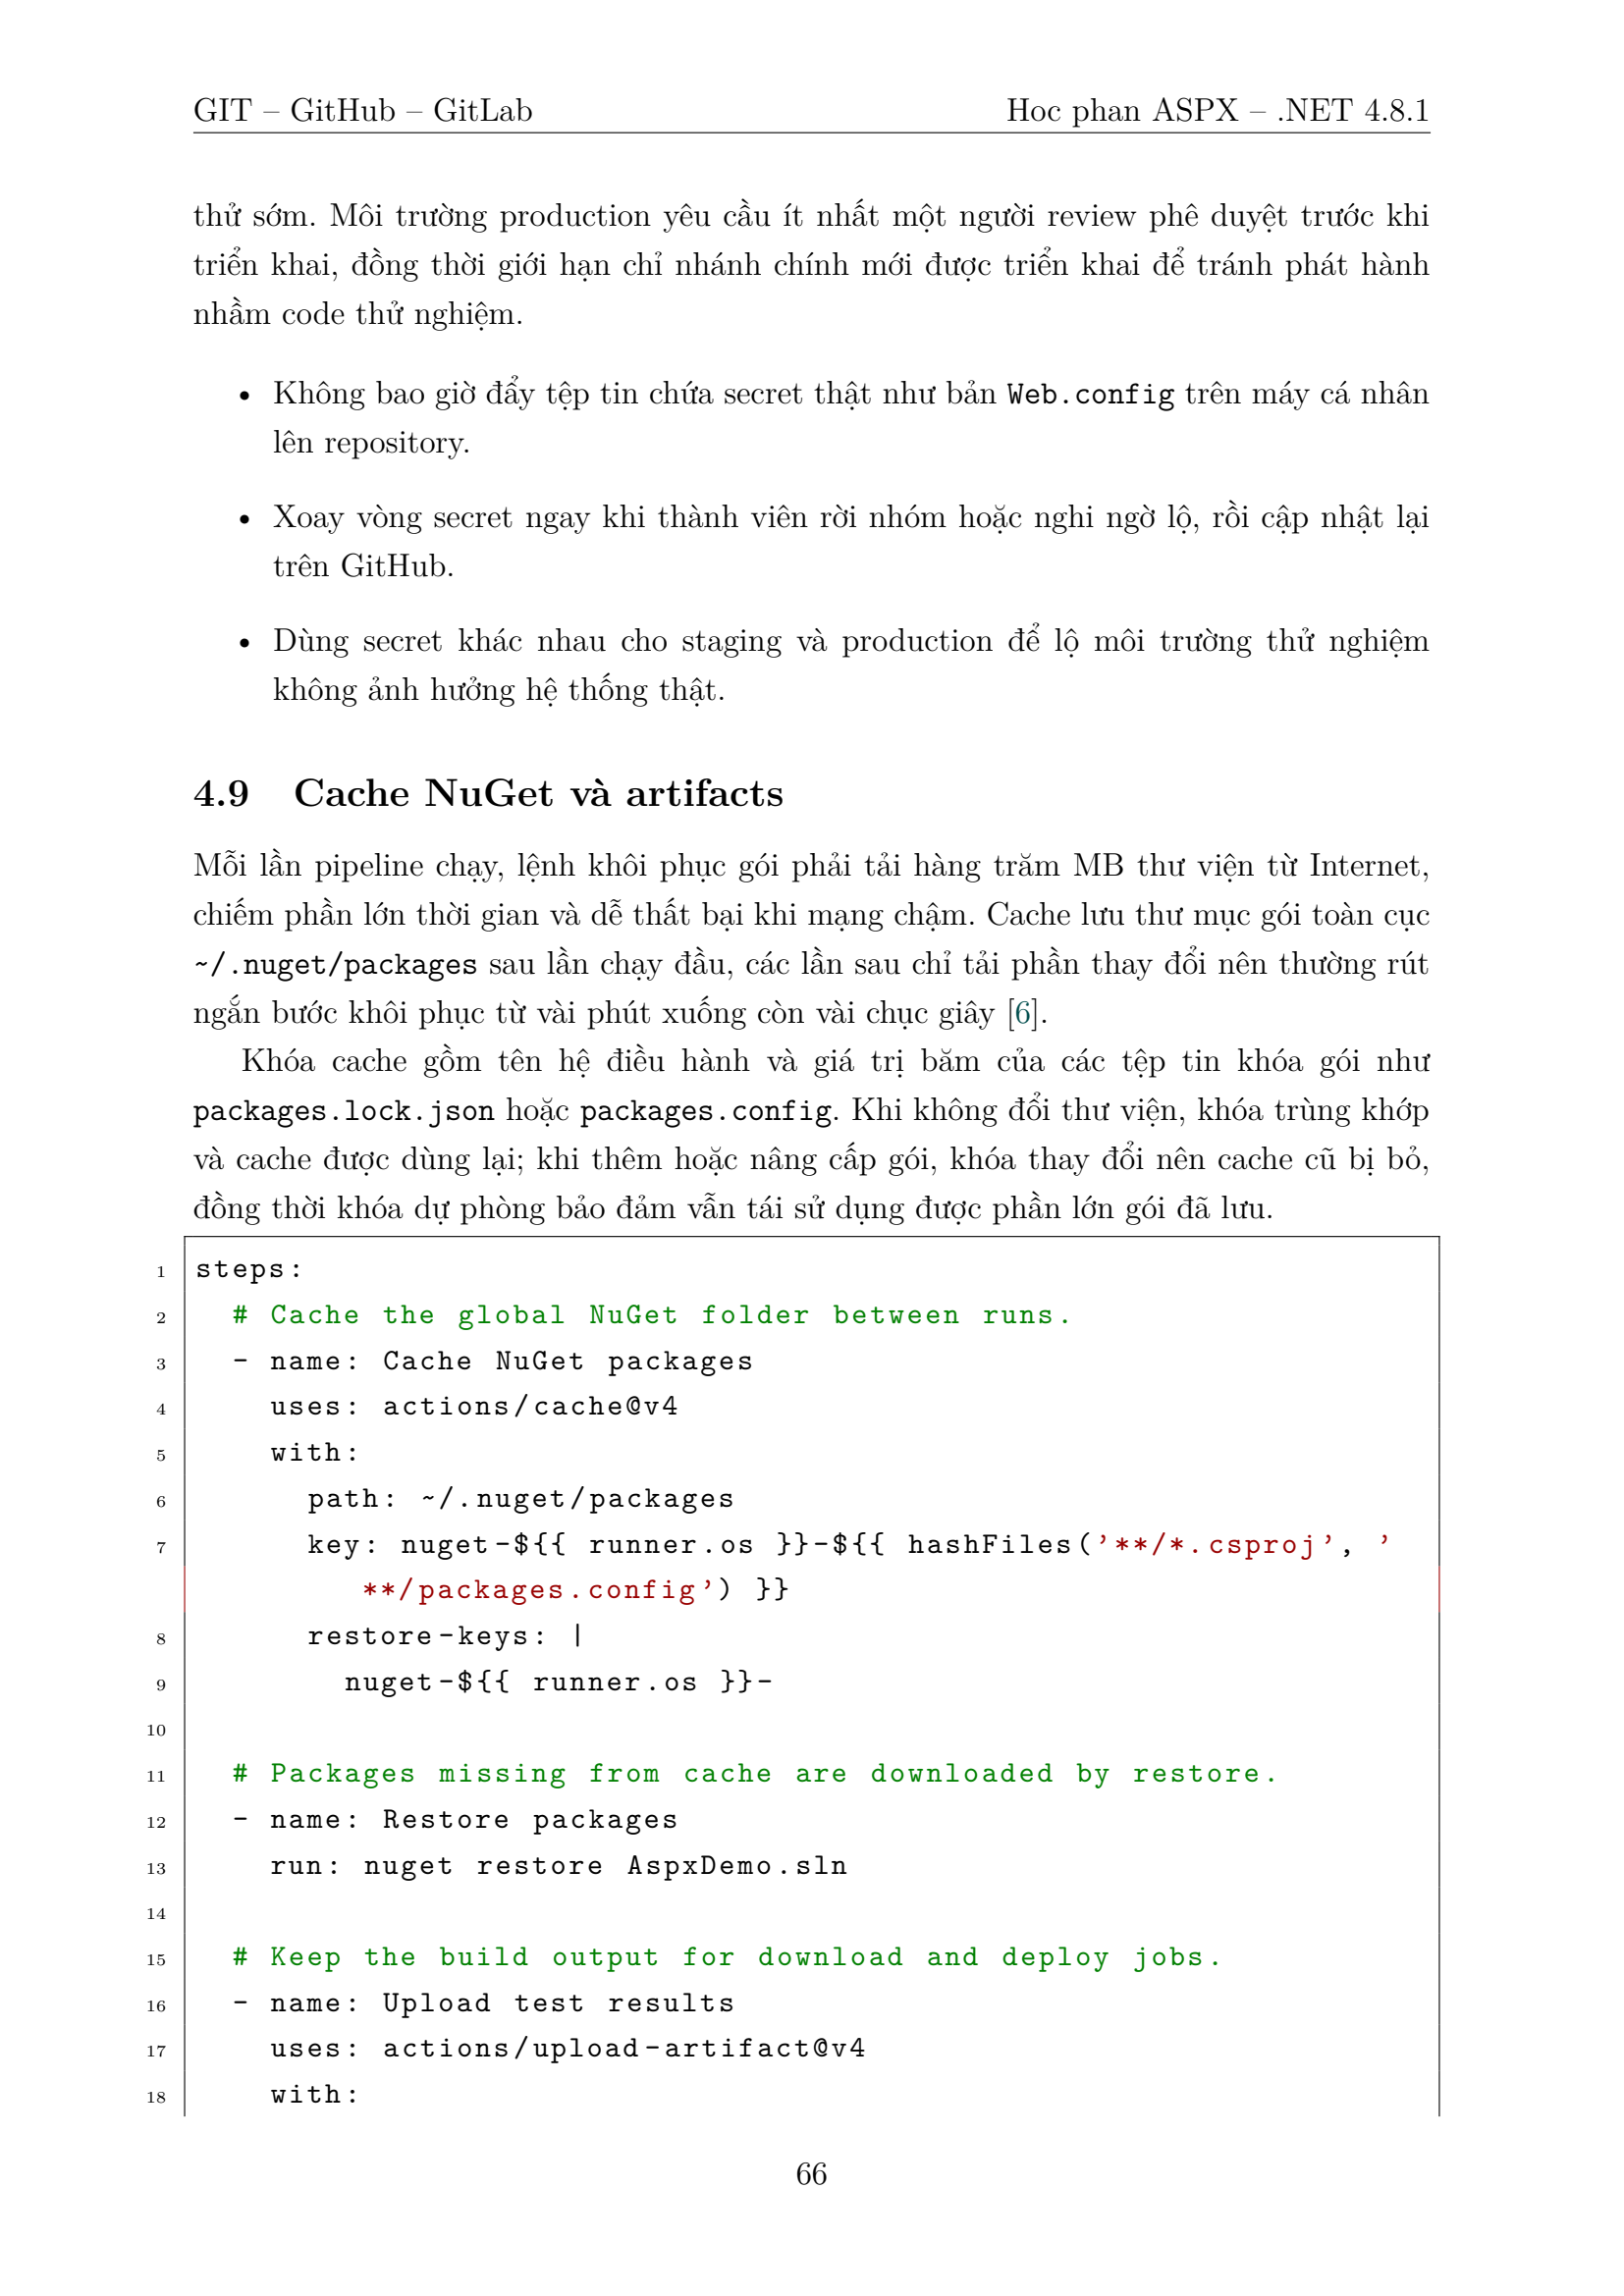 GIT – GitHub – GitLab    Hoc phan ASPX – .NET 4.8.1
thử sớm. Môi trường production yêu cầu ít nhất một người review phê duyệt trước khi
triển khai, đồng thời giới hạn chỉ nhánh chính mới được triển khai để tránh phát hành
nhầm code thử nghiệm.
• Không bao giờ đẩy tệp tin chứa secret thật như bản Web.config trên máy cá nhân
lên repository.
• Xoay vòng secret ngay khi thành viên rời nhóm hoặc nghi ngờ lộ, rồi cập nhật lại
trên GitHub.
• Dùng secret khác nhau cho staging và production để lộ môi trường thử nghiệm
không ảnh hưởng hệ thống thật.
4.9 Cache NuGet và artifacts
Mỗi lần pipeline chạy, lệnh khôi phục gói phải tải hàng trăm MB thư viện từ Internet,
chiếm phần lớn thời gian và dễ thất bại khi mạng chậm. Cache lưu thư mục gói toàn cục
~/.nuget/packages sau lần chạy đầu, các lần sau chỉ tải phần thay đổi nên thường rút
ngắn bước khôi phục từ vài phút xuống còn vài chục giây [6].
Khóa cache gồm tên hệ điều hành và giá trị băm của các tệp tin khóa gói như
packages.lock.json hoặc packages.config. Khi không đổi thư viện, khóa trùng khớp
và cache được dùng lại; khi thêm hoặc nâng cấp gói, khóa thay đổi nên cache cũ bị bỏ,
đồng thời khóa dự phòng bảo đảm vẫn tái sử dụng được phần lớn gói đã lưu.
1 steps:
2   # Cache the global NuGet folder between runs.
3   - name: Cache NuGet packages
4     uses: actions/cache@v4
5     with:
6       path: ~/.nuget/packages
7       key: nuget-${{ runner.os }}-${{ hashFiles('**/*.csproj', '
**/packages.config') }}
8       restore-keys: |
9         nuget-${{ runner.os }}-
10
11   # Packages missing from cache are downloaded by restore.
12   - name: Restore packages
13     run: nuget restore AspxDemo.sln
14
15   # Keep the build output for download and deploy jobs.
16   - name: Upload test results
17     uses: actions/upload-artifact@v4
18     with:
66